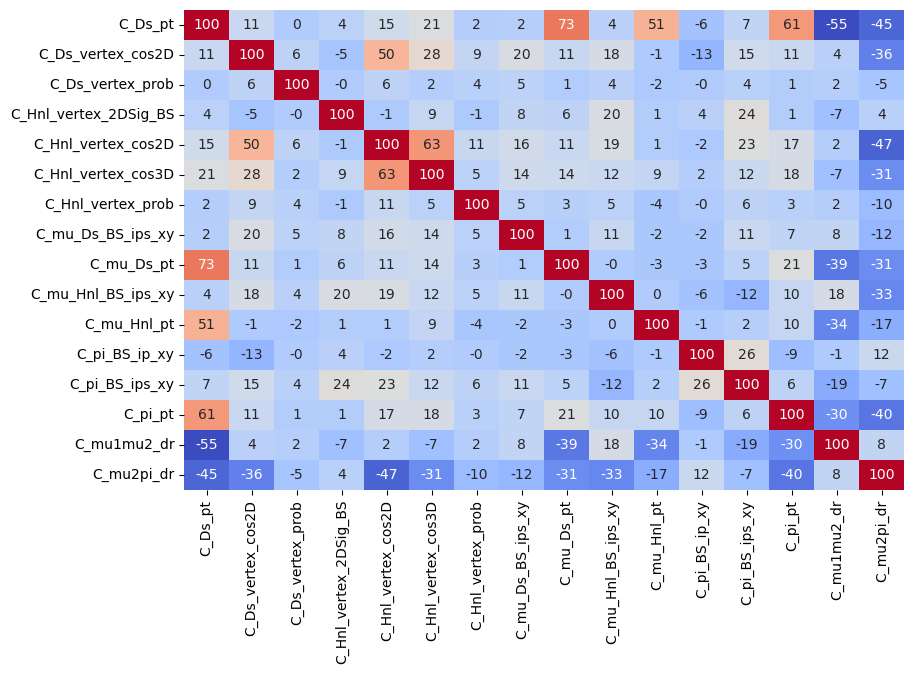 C_Ds_pt 100 11 0 4 15 21 2 2 73 4 51 -6 7 61 -55 -45
C_Ds_vertex_cos2D 11 100 6 -5 50 28 9 20 11 18 -1 -13 15 11 4 -36
C_Ds_vertex_prob 0 6 100 -0 6 2 4 5 1 4 -2 -0 4 1 2 -5
C_Hnl_vertex_2DSig_BS 4 -5 -0 100 -1 9 -1 8 6 20 1 4 24 1 -7 4
C_Hnl_vertex_cos2D 15 50 6 -1 100 63 11 16 11 19 1 -2 23 17 2 -47
C_Hnl_vertex_cos3D 21 28 2 9 63 100 5 14 14 12 9 2 12 18 -7 -31
C_Hnl_vertex_prob 2 9 4 -1 11 5 100 5 3 5 -4 -0 6 3 2 -10
C_mu_Ds_BS_ips_xy 2 20 5 8 16 14 5 100 1 11 -2 -2 11 7 8 -12
C_mu_Ds_pt 73 11 1 6 11 14 3 1 100 -0 -3 -3 5 21 -39 -31
C_mu_Hnl_BS_ips_xy 4 18 4 20 19 12 5 11 -0 100 0 -6 -12 10 18 -33
C_mu_Hnl_pt 51 -1 -2 1 1 9 -4 -2 -3 0 100 -1 2 10 -34 -17
C_pi_BS_ip_xy -6 -13 -0 4 -2 2 -0 -2 -3 -6 -1 100 26 -9 -1 12
C_pi_BS_ips_xy 7 15 4 24 23 12 6 11 5 -12 2 26 100 6 -19 -7
C_pi_pt 61 11 1 1 17 18 3 7 21 10 10 -9 6 100 -30 -40
C_mu1mu2_dr -55 4 2 -7 2 -7 2 8 -39 18 -34 -1 -19 -30 100 8
C_mu2pi_dr -45 -36 -5 4 -47 -31 -10 -12 -31 -33 -17 12 -7 -40 8 100
C_Ds_pt
C_Ds_vertex_cos2D
C_Ds_vertex_prob
C_Hnl_vertex_2DSig_BS
C_Hnl_vertex_cos2D
C_Hnl_vertex_cos3D
C_Hnl_vertex_prob
C_mu_Ds_BS_ips_xy
C_mu_Ds_pt
C_mu_Hnl_BS_ips_xy
C_mu_Hnl_pt
C_pi_BS_ip_xy
C_pi_BS_ips_xy
C_pi_pt
C_mu1mu2_dr
C_mu2pi_dr